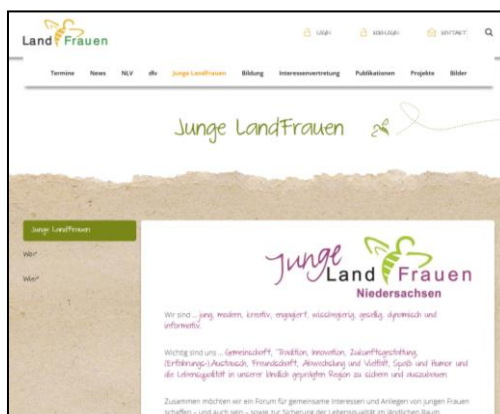 Land Frauen
LOGIN
KONTAKT
Termine News NLV dlv Junge LandFrauen Bildung Interessenvertretung Publikationen Projekte Bilder
Junge LandFrauen
Junge LandFrauen
Wer?
Wie?
Junge
Land Frauen
Niedersachsen
Wir sind ... jung, modern, kreativ, engagiert, wissbegierig, gesellig, dynamisch und
informativ.
Wichtig sind uns ... Gemeinschaft, Tradition, Innovation, Zukunftsgestaltung,
(Erfahrungs-) Austausch, Freundschaft, Abwechslung und Vielfalt, Spaß und Humor und
die Lebensqualität in unserer ländlich geprägten Region zu sichern und auszubauen.
Zusammen möchten wir ein Forum für gemeinsame Interessen und Anliegen von jungen Frauen
schaffen – und auch sein – sowie zur Sicherung der Lebensqualität im ländlichen Raum